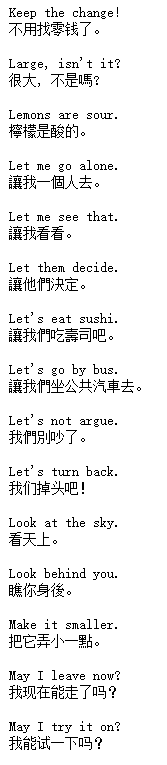 Keep the change!
不用找零钱了。
Large, isn't it?
很大，不是嗎？
Lemons are sour.
檸檬是酸的。
Let me go alone.
讓我一個人去。
Let me see that.
讓我看看。
Let them decide.
讓他們決定。
Let's eat sushi.
讓我們吃壽司吧。
Let's go by bus.
讓我們坐公共汽車去。
Let's not argue.
我們別吵了。
Let's turn back.
我们掉头吧！
Look at the sky.
看天上。
Look behind you.
瞧你身後。
Make it smaller.
把它弄小一點。
May I leave now?
我现在能走了吗？
May I try it on?
我能试一下吗？